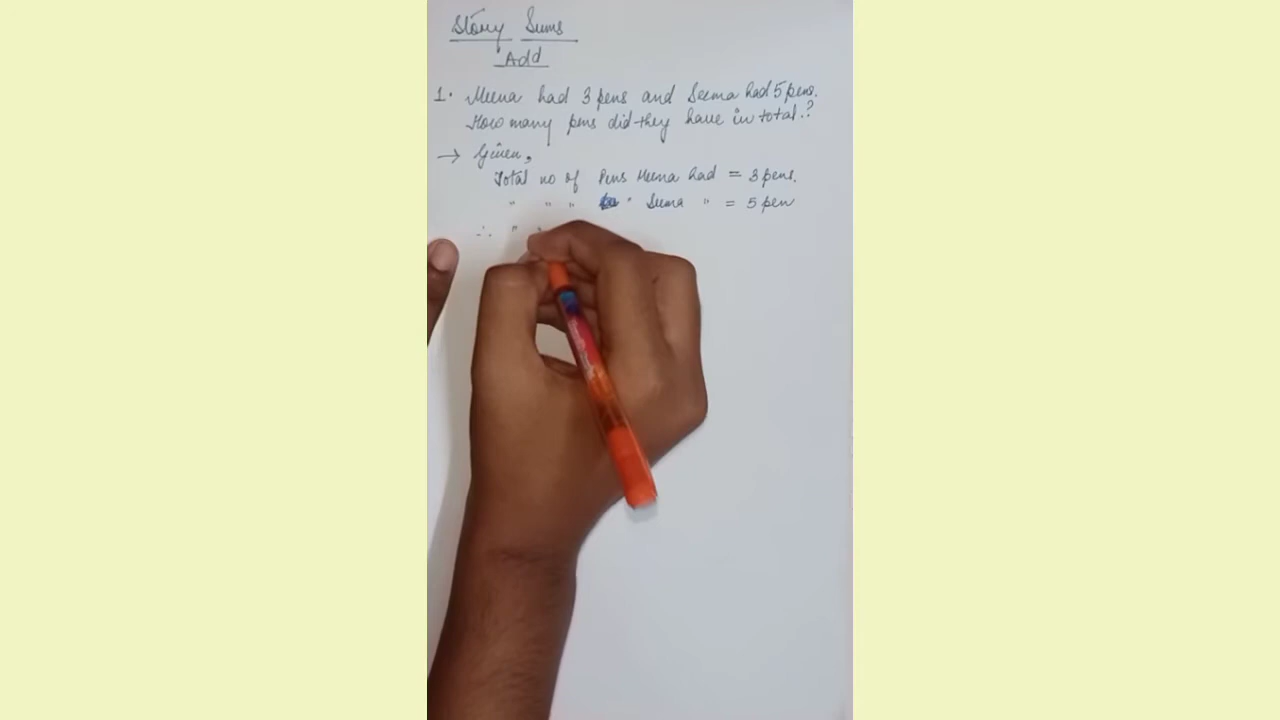 Story Sums
Add
1. Meena had 3 pens and Seema had 5 pens.
How many pens did they have in total.?
→ Given,
Total no of Pens Meena had = 3 pens.
" " " " Seema " = 5 pen
∴ " "